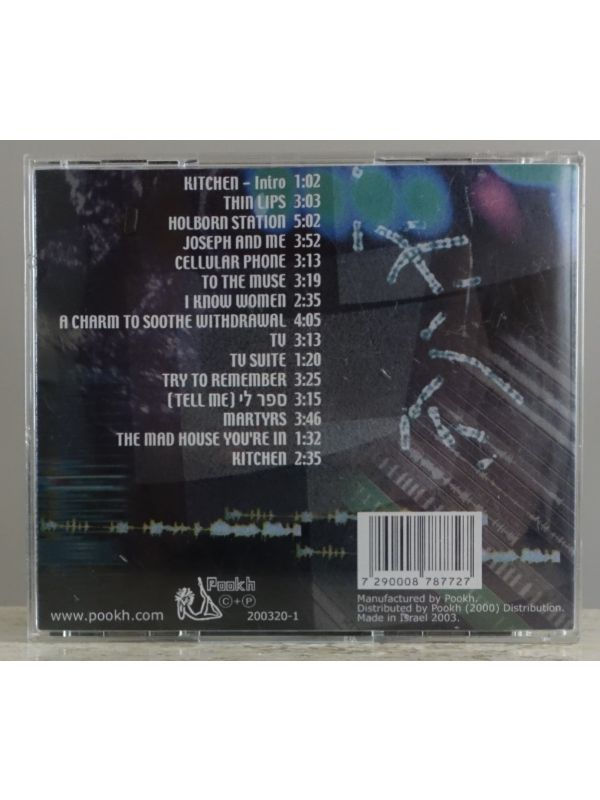 KITCHEN - Intro 1:02
THIN LIPS 3:03
HOLBORN STATION 5:02
JOSEPH AND ME 3:52
CELLULAR PHONE 3:13
TO THE MUSE 3:19
I KNOW WOMEN 2:35
A CHARM TO SOOTHE WITHDRAWAL 4:05
TV 3:13
TV SUITE 1:20
TRY TO REMEMBER 3:25
(TELL ME) ספר לי 3:15
MARTYRS 3:46
THE MAD HOUSE YOU'RE IN 1:32
KITCHEN 2:35
7 290008 787727
Pookh
©+℗
www.pookh.com
200320-1
Manufactured by Pookh.
Distributed by Pookh (2000) Distribution.
Made in Israel 2003.